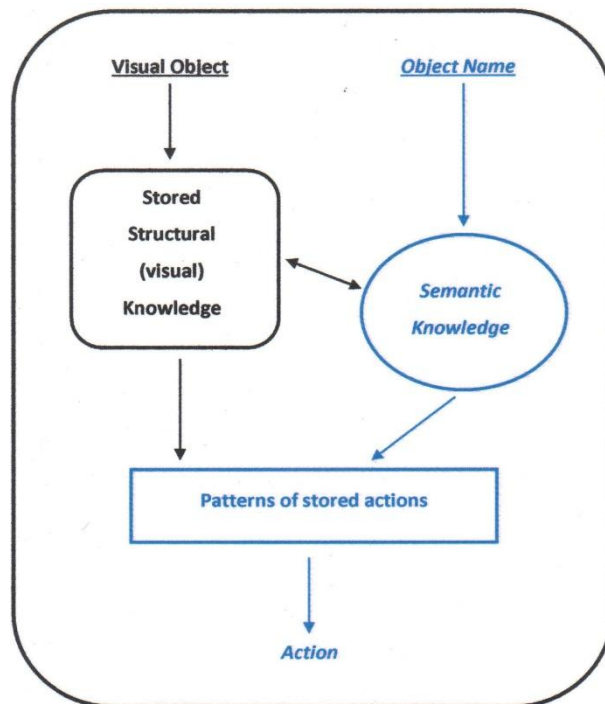 Visual Object
Object Name
Stored
Structural
(visual)
Knowledge
Semantic
Knowledge
Patterns of stored actions
Action